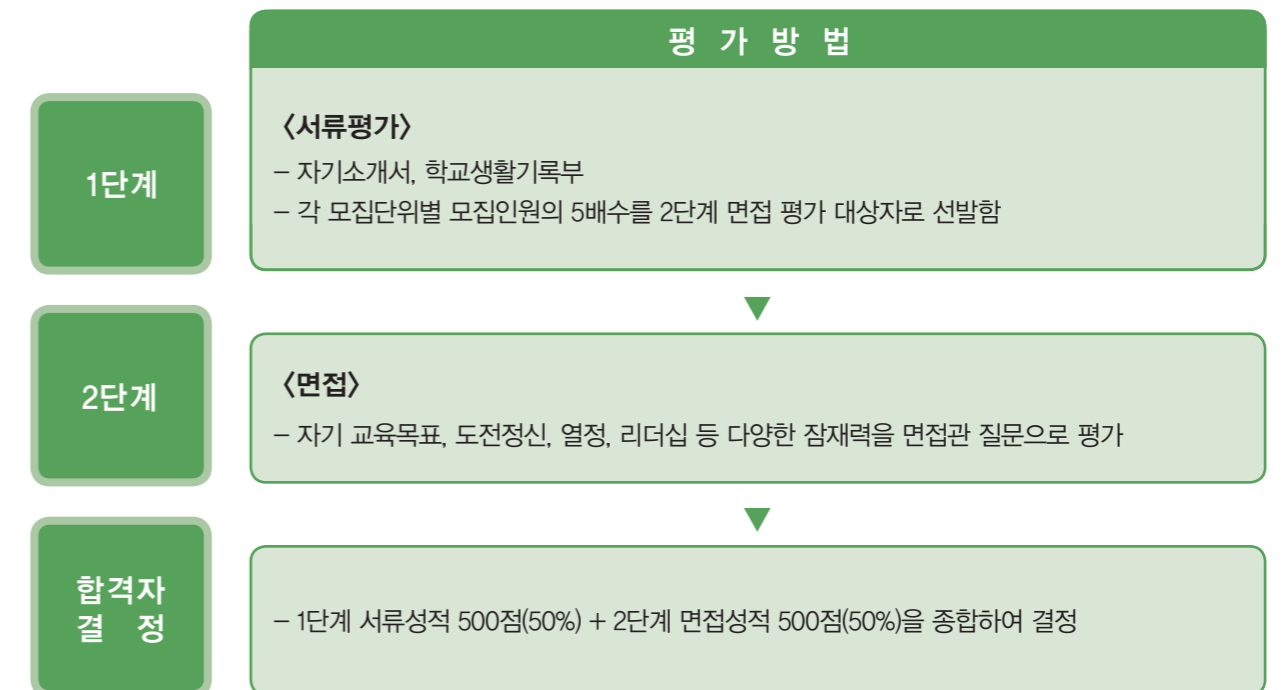 평 가 방 법
1단계
〈서류평가〉
– 자기소개서, 학교생활기록부
– 각 모집단위별 모집인원의 5배수를 2단계 면접 평가 대상자로 선발함
2단계
〈면접〉
– 자기 교육목표, 도전정신, 열정, 리더십 등 다양한 잠재력을 면접관 질문으로 평가
합격자
결 정
– 1단계 서류성적 500점(50%) + 2단계 면접성적 500점(50%)을 종합하여 결정